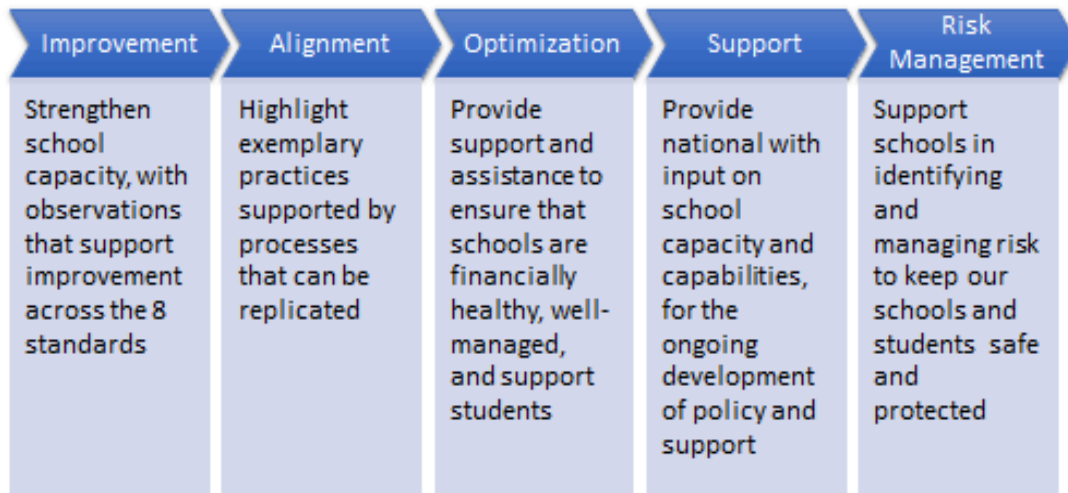 Improvement
Strengthen
school
capacity, with
observations
that support
improvement
across the 8
standards
Alignment
Highlight
exemplary
practices
supported by
processes
that can be
replicated
Optimization
Provide
support and
assistance to
ensure that
schools are
financially
healthy, well-
managed,
and support
students
Support
Provide
national with
input on
school
capacity and
capabilities,
for the
ongoing
development
of policy and
support
Risk
Management
Support
schools in
identifying
and
managing risk
to keep our
schools and
students safe
and
protected